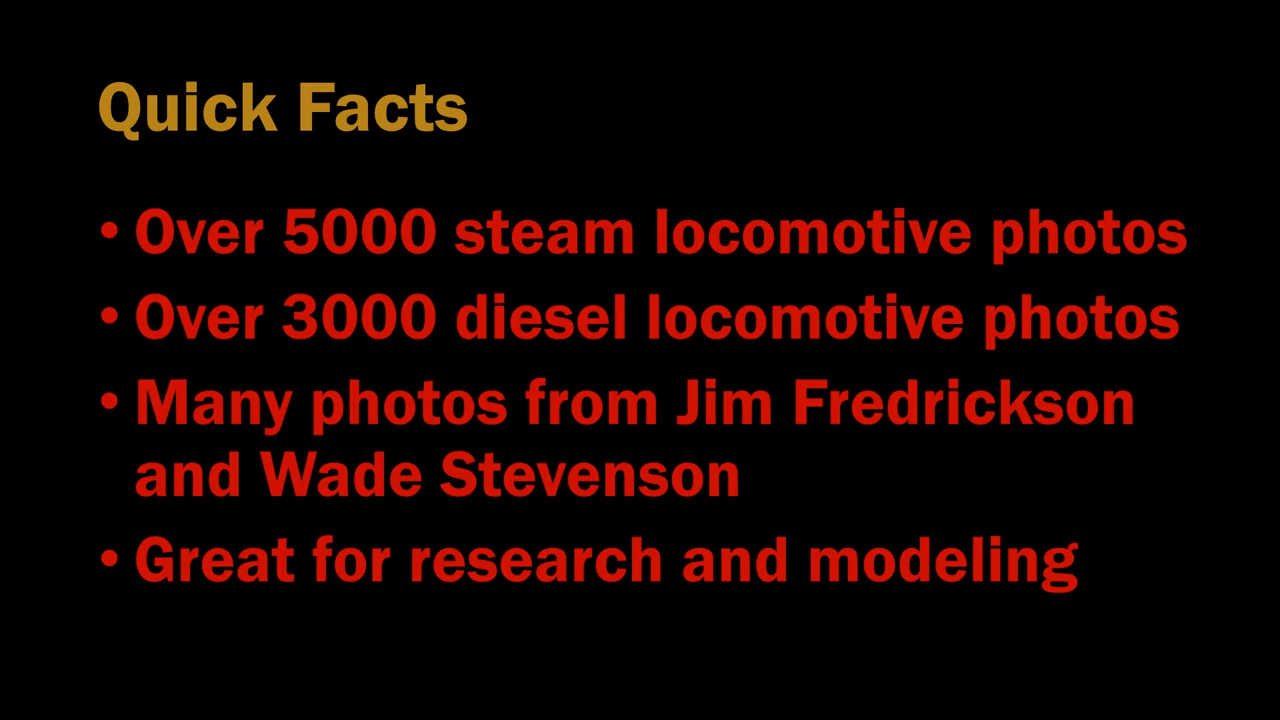 Quick Facts
• Over 5000 steam locomotive photos
• Over 3000 diesel locomotive photos
• Many photos from Jim Fredrickson
and Wade Stevenson
• Great for research and modeling